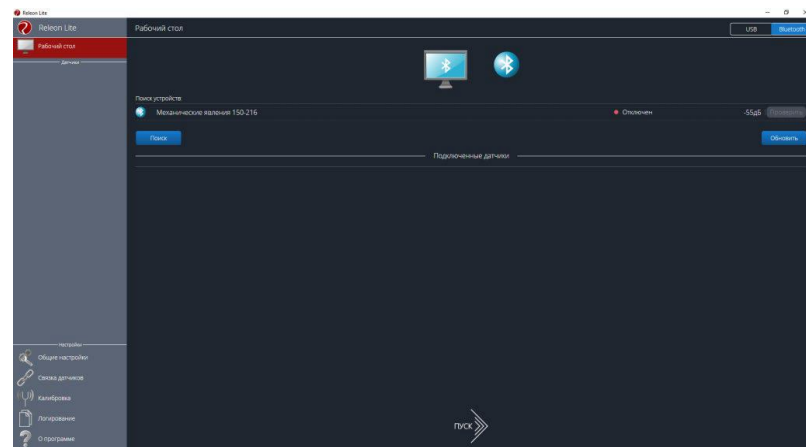 Releon Lite
Releon Lite
Рабочий стол
USB
Bluetooth
Рабочий стол
Датчики
Поиск устройств:
Механические явления 150-216
Отключен
-55дБ
Проверить
Поиск
Обновить
Подключенные датчики
Настройки
Общие настройки
Связка датчиков
Калибровка
Логирование
О программе
ПУСК